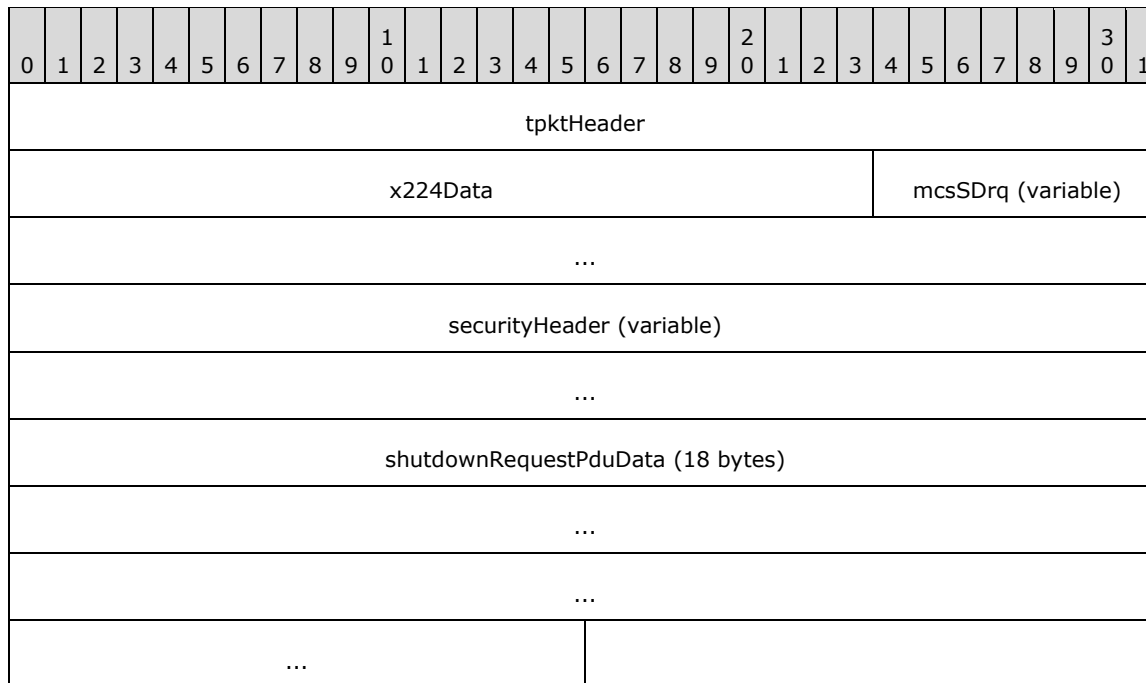 1 2 3
0 1 2 3 4 5 6 7 8 9 0 1 2 3 4 5 6 7 8 9 0 1 2 3 4 5 6 7 8 9 0 1
tpktHeader
x224Data mcsSDrq (variable)
...
securityHeader (variable)
...
shutdownRequestPduData (18 bytes)
...
...
...